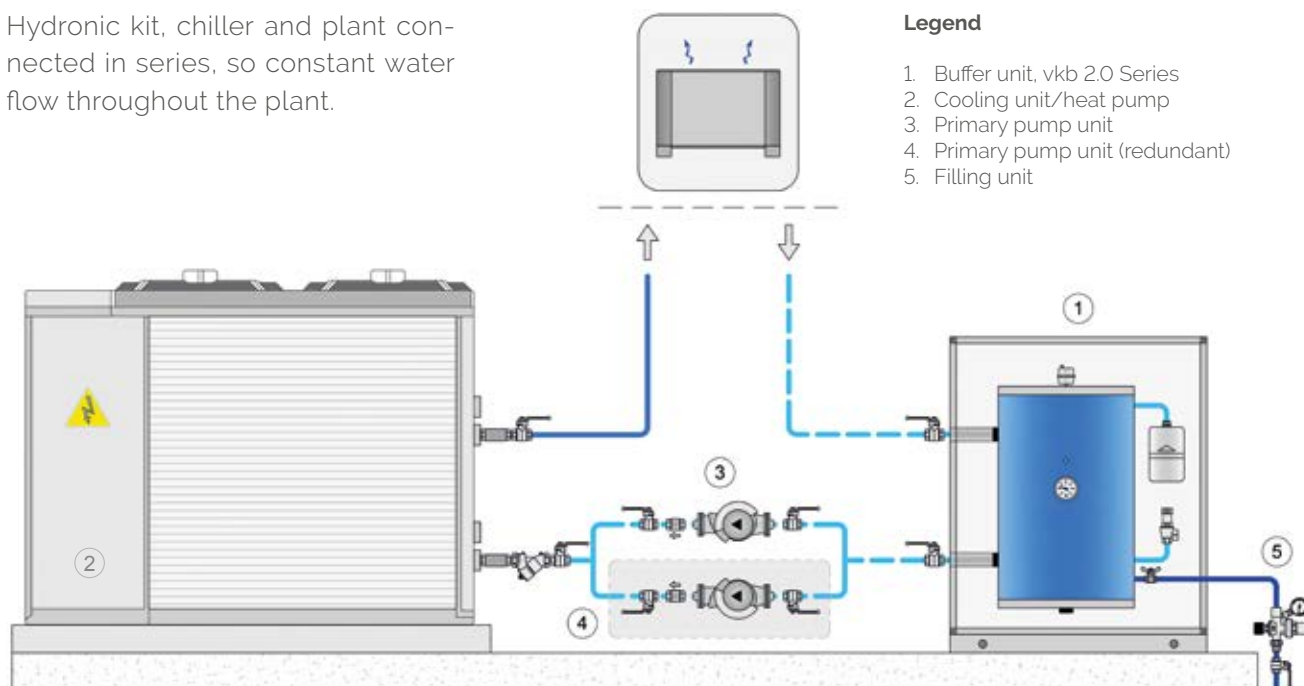 Hydronic kit, chiller and plant con-
nected in series, so constant water
flow throughout the plant.
Legend
1. Buffer unit, vkb 2.0 Series
2. Cooling unit/heat pump
3. Primary pump unit
4. Primary pump unit (redundant)
5. Filling unit
1
3
2
5
4